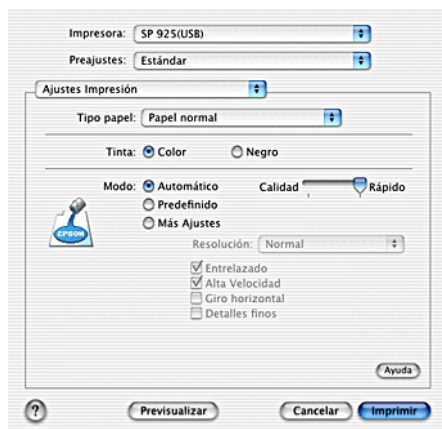 Impresora: SP 925(USB)
Preajustes: Estándar
Ajustes Impresión
Tipo papel: Papel normal
Tinta: Color Negro
Modo: Automático Calidad Rápido
Predefinido
Más Ajustes
EPSON
Resolución: Normal
Entrelazado
Alta Velocidad
Giro horizontal
Detalles finos
Ayuda
? Previsualizar Cancelar Imprimir